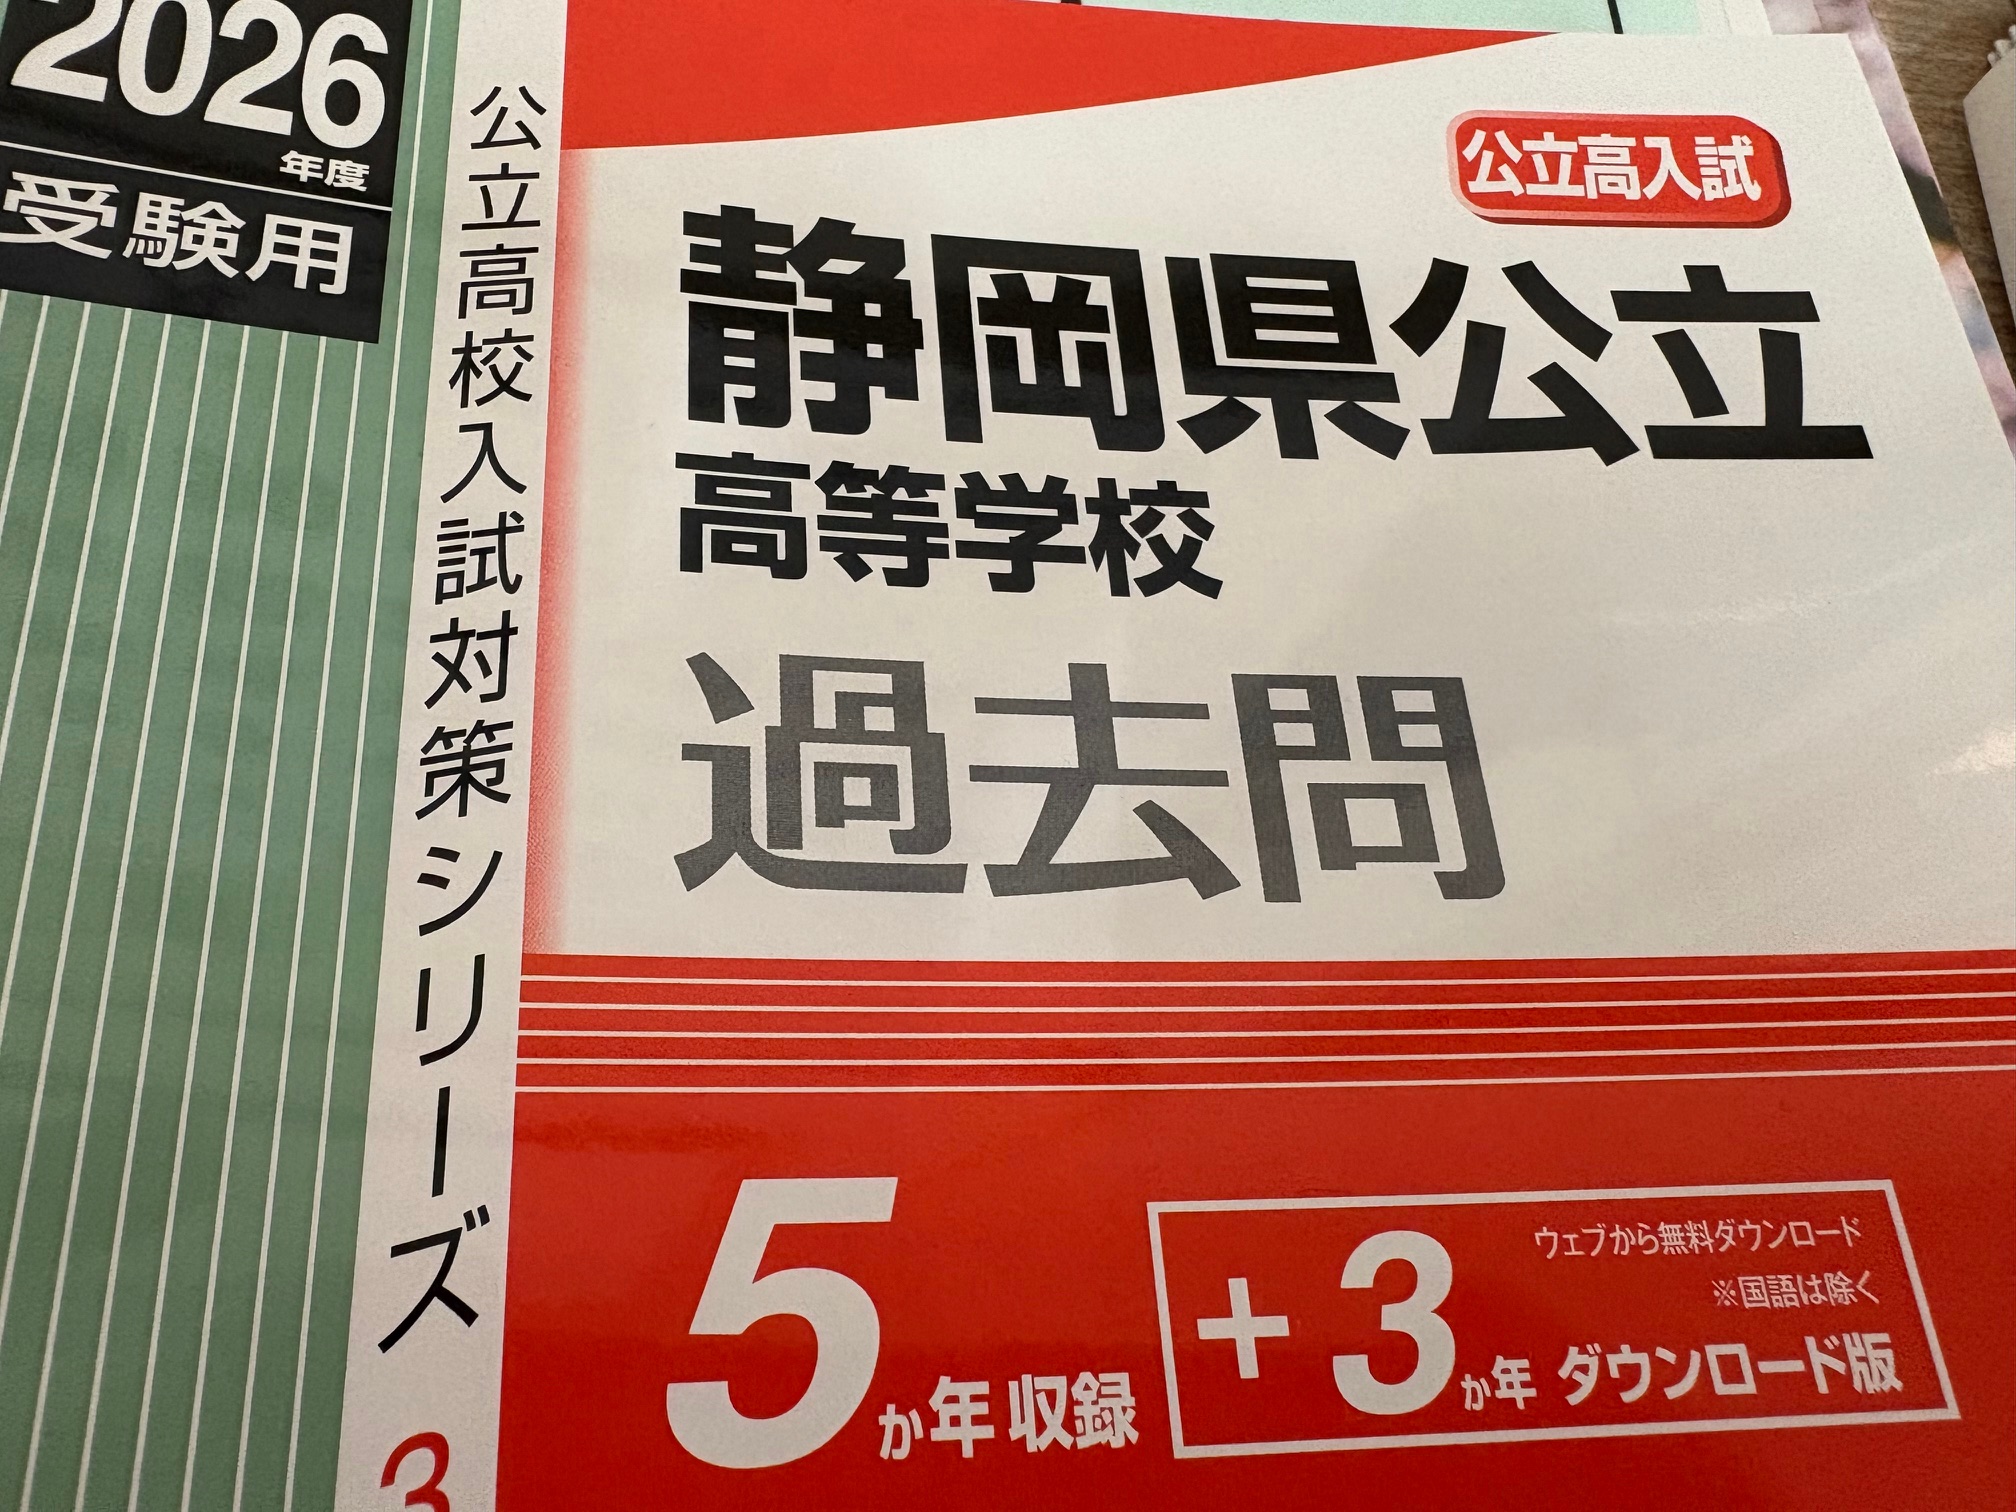 2026
年度
受験用
公立高校入試対策シリーズ
3
公立高入試
静岡県公立
高等学校
過去問
5か年収録
+3か年 ダウンロード版
ウェブから無料ダウンロード
※国語は除く